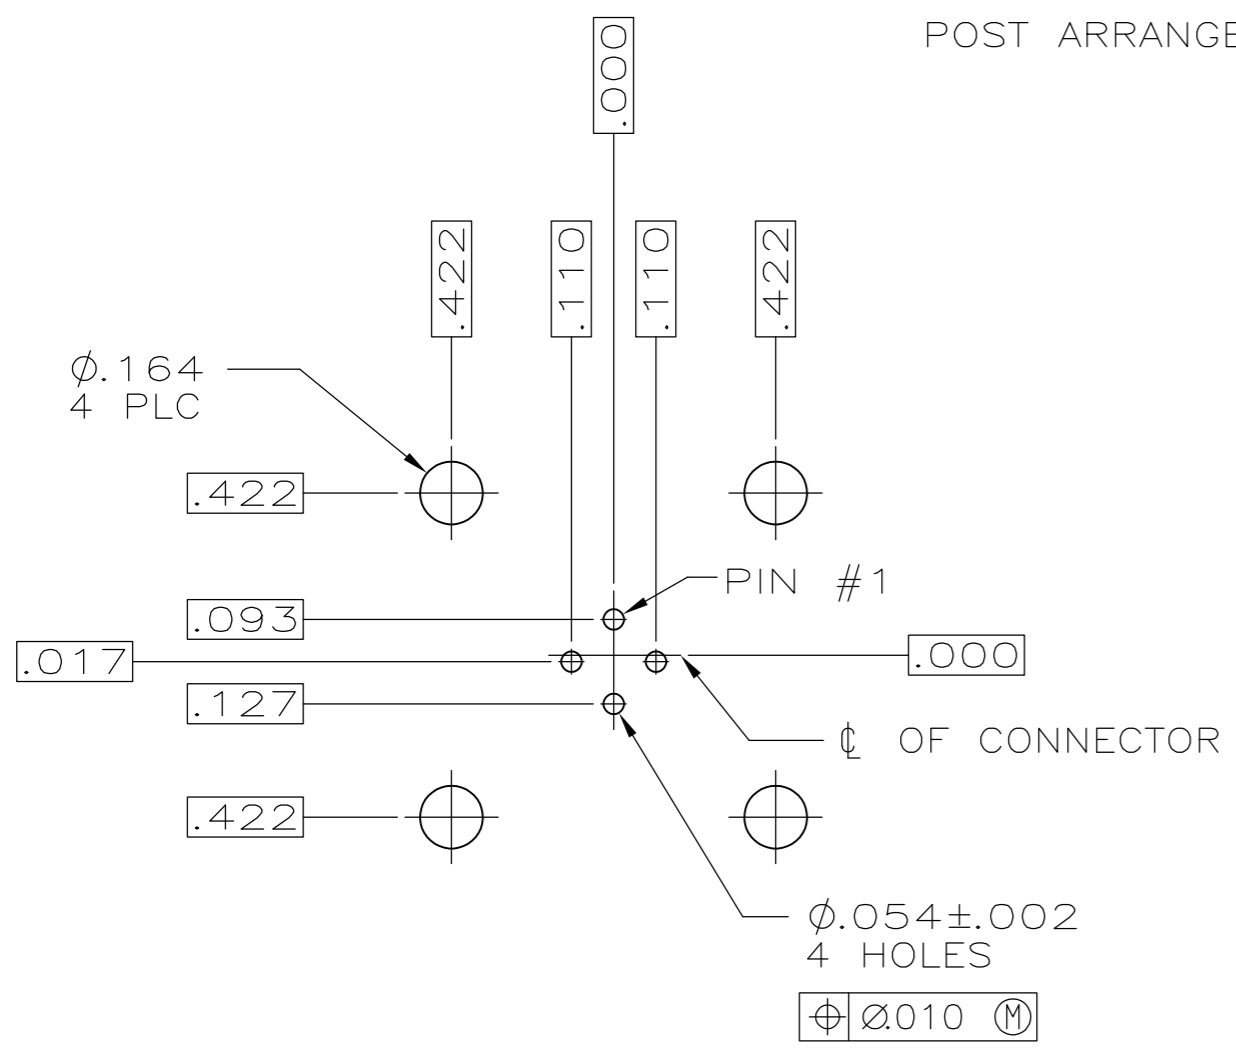 POST ARRANGE
.000
.422
.110
.110
.422
Ø.164
4 PLC
.422
PIN #1
.093
.017
.000
.127
℄ OF CONNECTOR
.422
Ø.054±.002
4 HOLES
⌖ Ø.010 Ⓜ